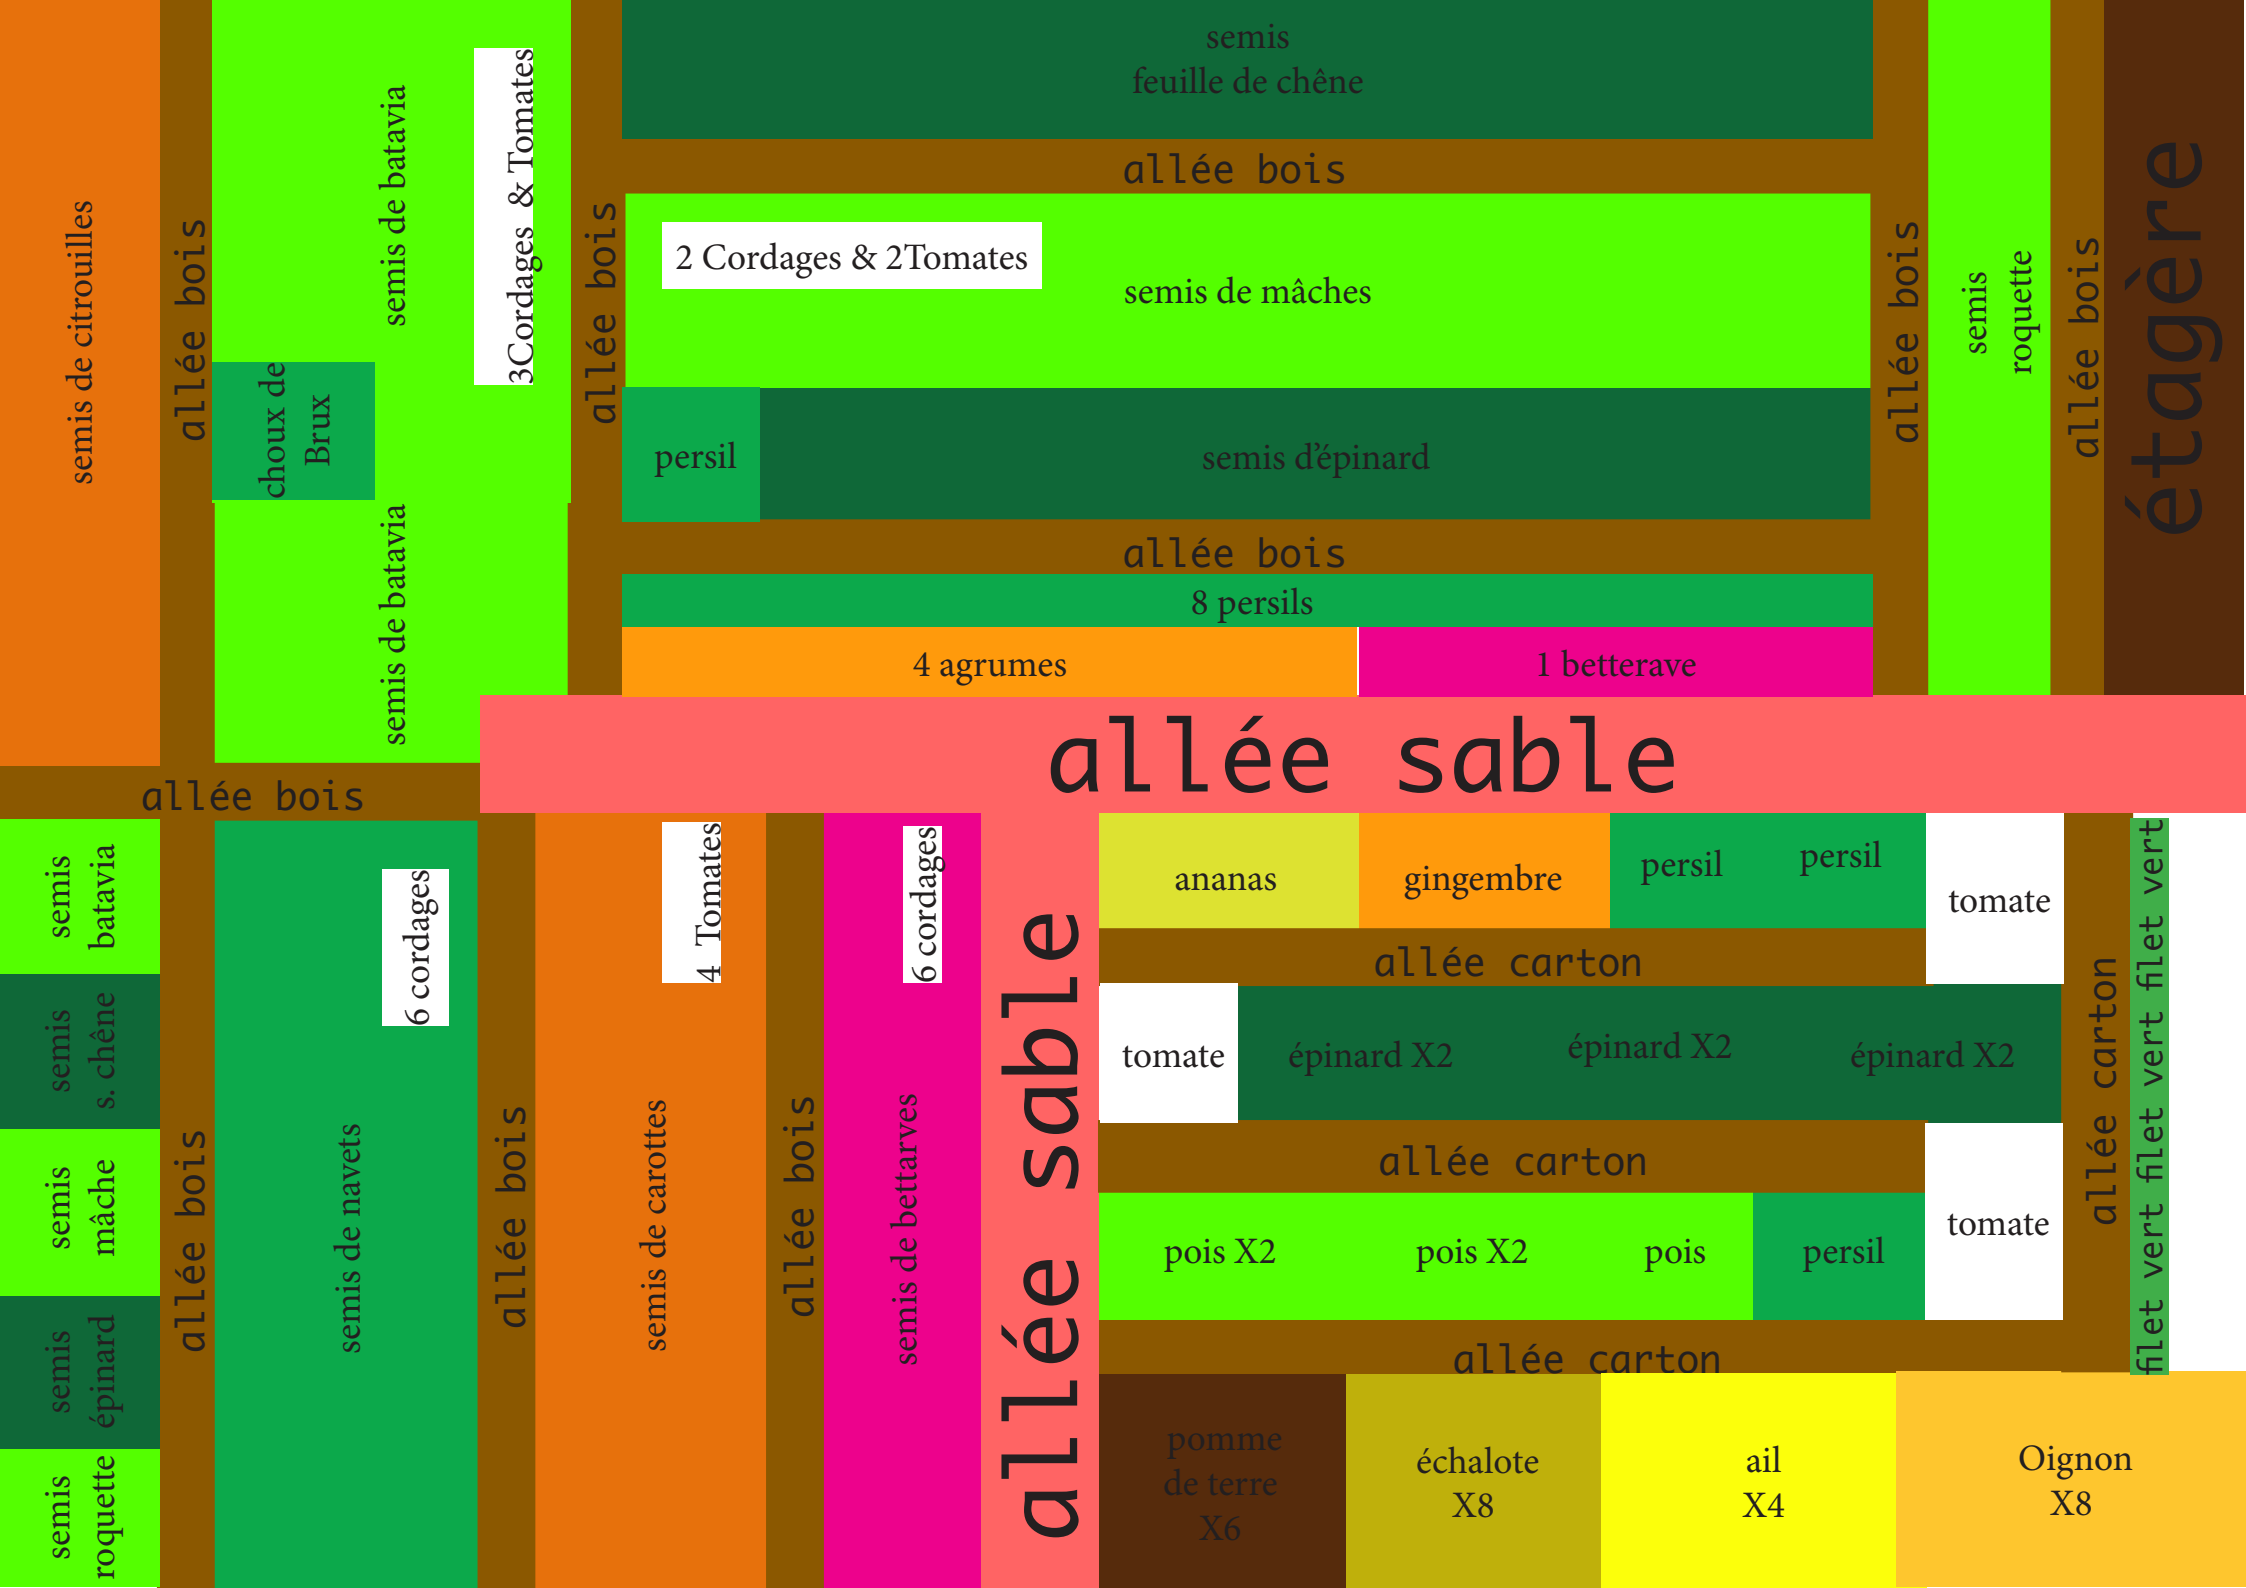 semis de citrouilles
allée bois
semis de batavia
3Cordages & Tomates
choux de
Brux
semis de batavia
allée bois
semis
feuille de chêne
allée bois
2 Cordages & 2Tomates
semis de mâches
persil
semis d'épinard
allée bois
8 persils
4 agrumes
1 betterave
allée bois
semis
roquette
allée bois
étagère
allée sable
allée bois
semis
batavia
semis
s. chêne
semis
mâche
semis
épinard
semis
roquette
allée bois
6 cordages
semis de navets
allée bois
4 Tomates
semis de carottes
allée bois
6 cordages
semis de bettarves
allée sable
ananas
gingembre
persil
persil
tomate
allée carton
tomate
épinard X2
épinard X2
épinard X2
allée carton
pois X2
pois X2
pois
persil
tomate
allée carton
allée carton
filet vert filet vert filet vert filet vert
pomme
de terre
X6
échalote
X8
ail
X4
Oignon
X8